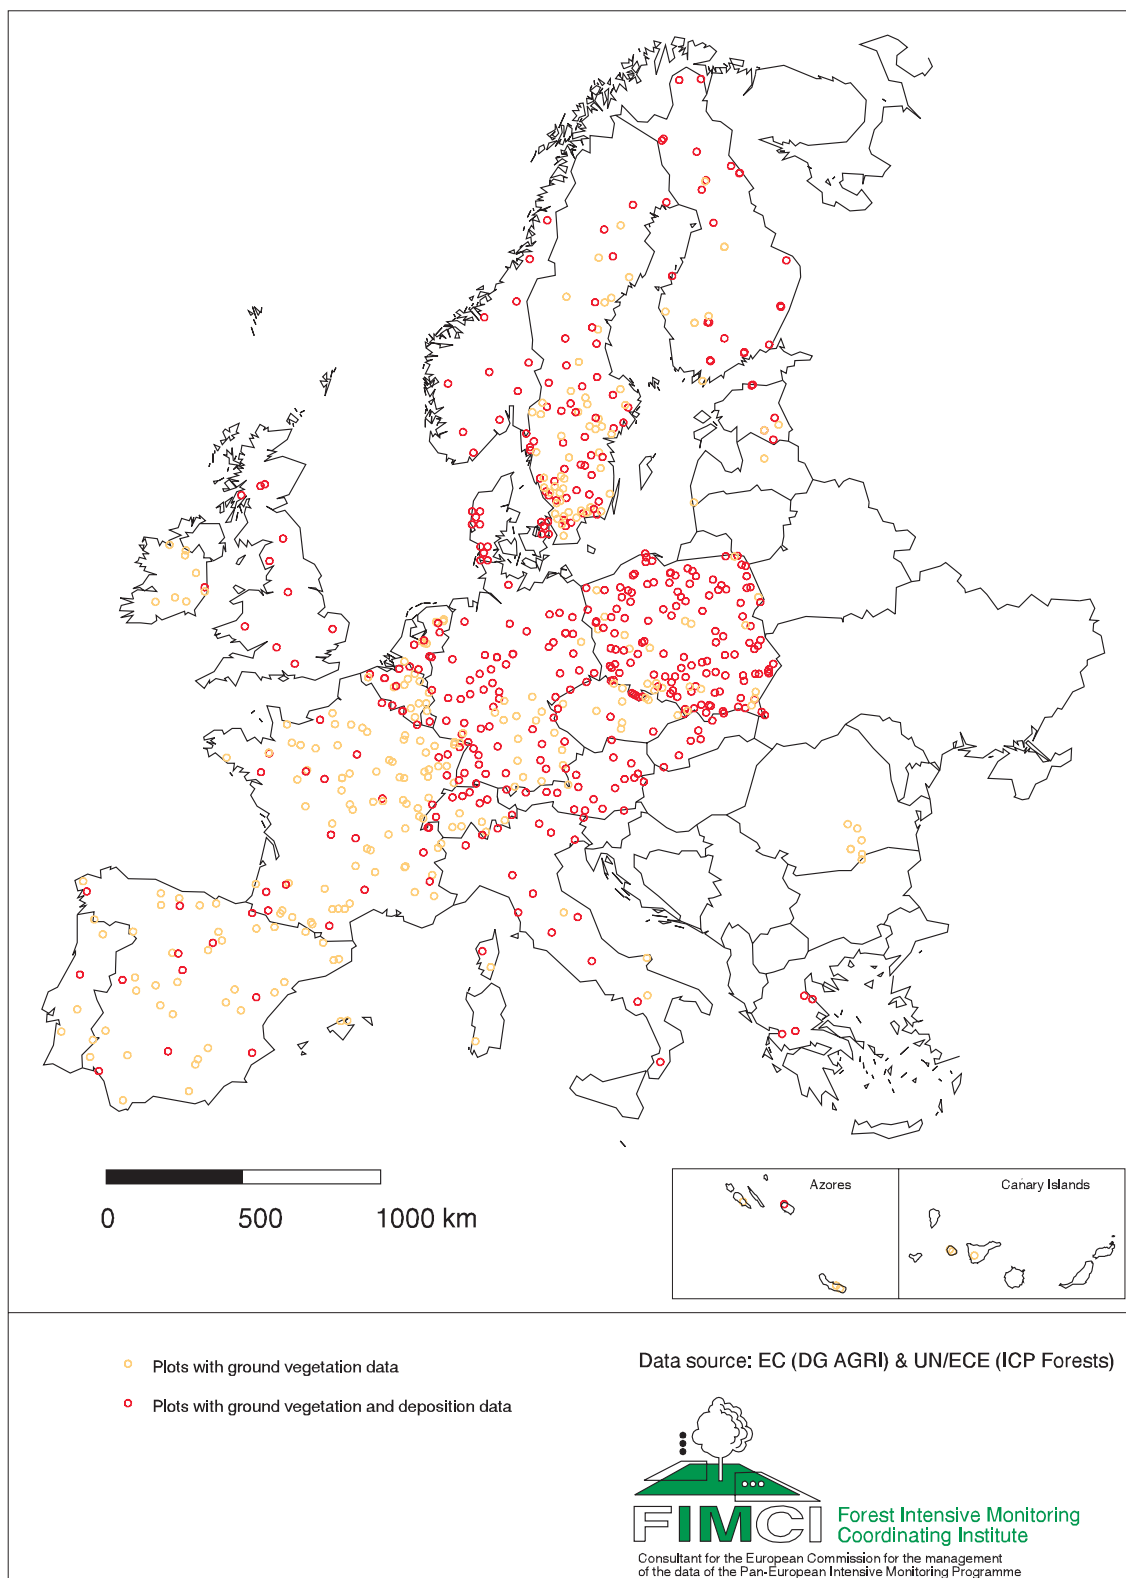 Azores
Canary Islands
0 500 1000 km
Plots with ground vegetation data
Plots with ground vegetation and deposition data
Data source: EC (DG AGRI) & UN/ECE (ICP Forests)
FIMCI
Forest Intensive Monitoring
Coordinating Institute
Consultant for the European Commission for the management
of the data of the Pan-European Intensive Monitoring Programme